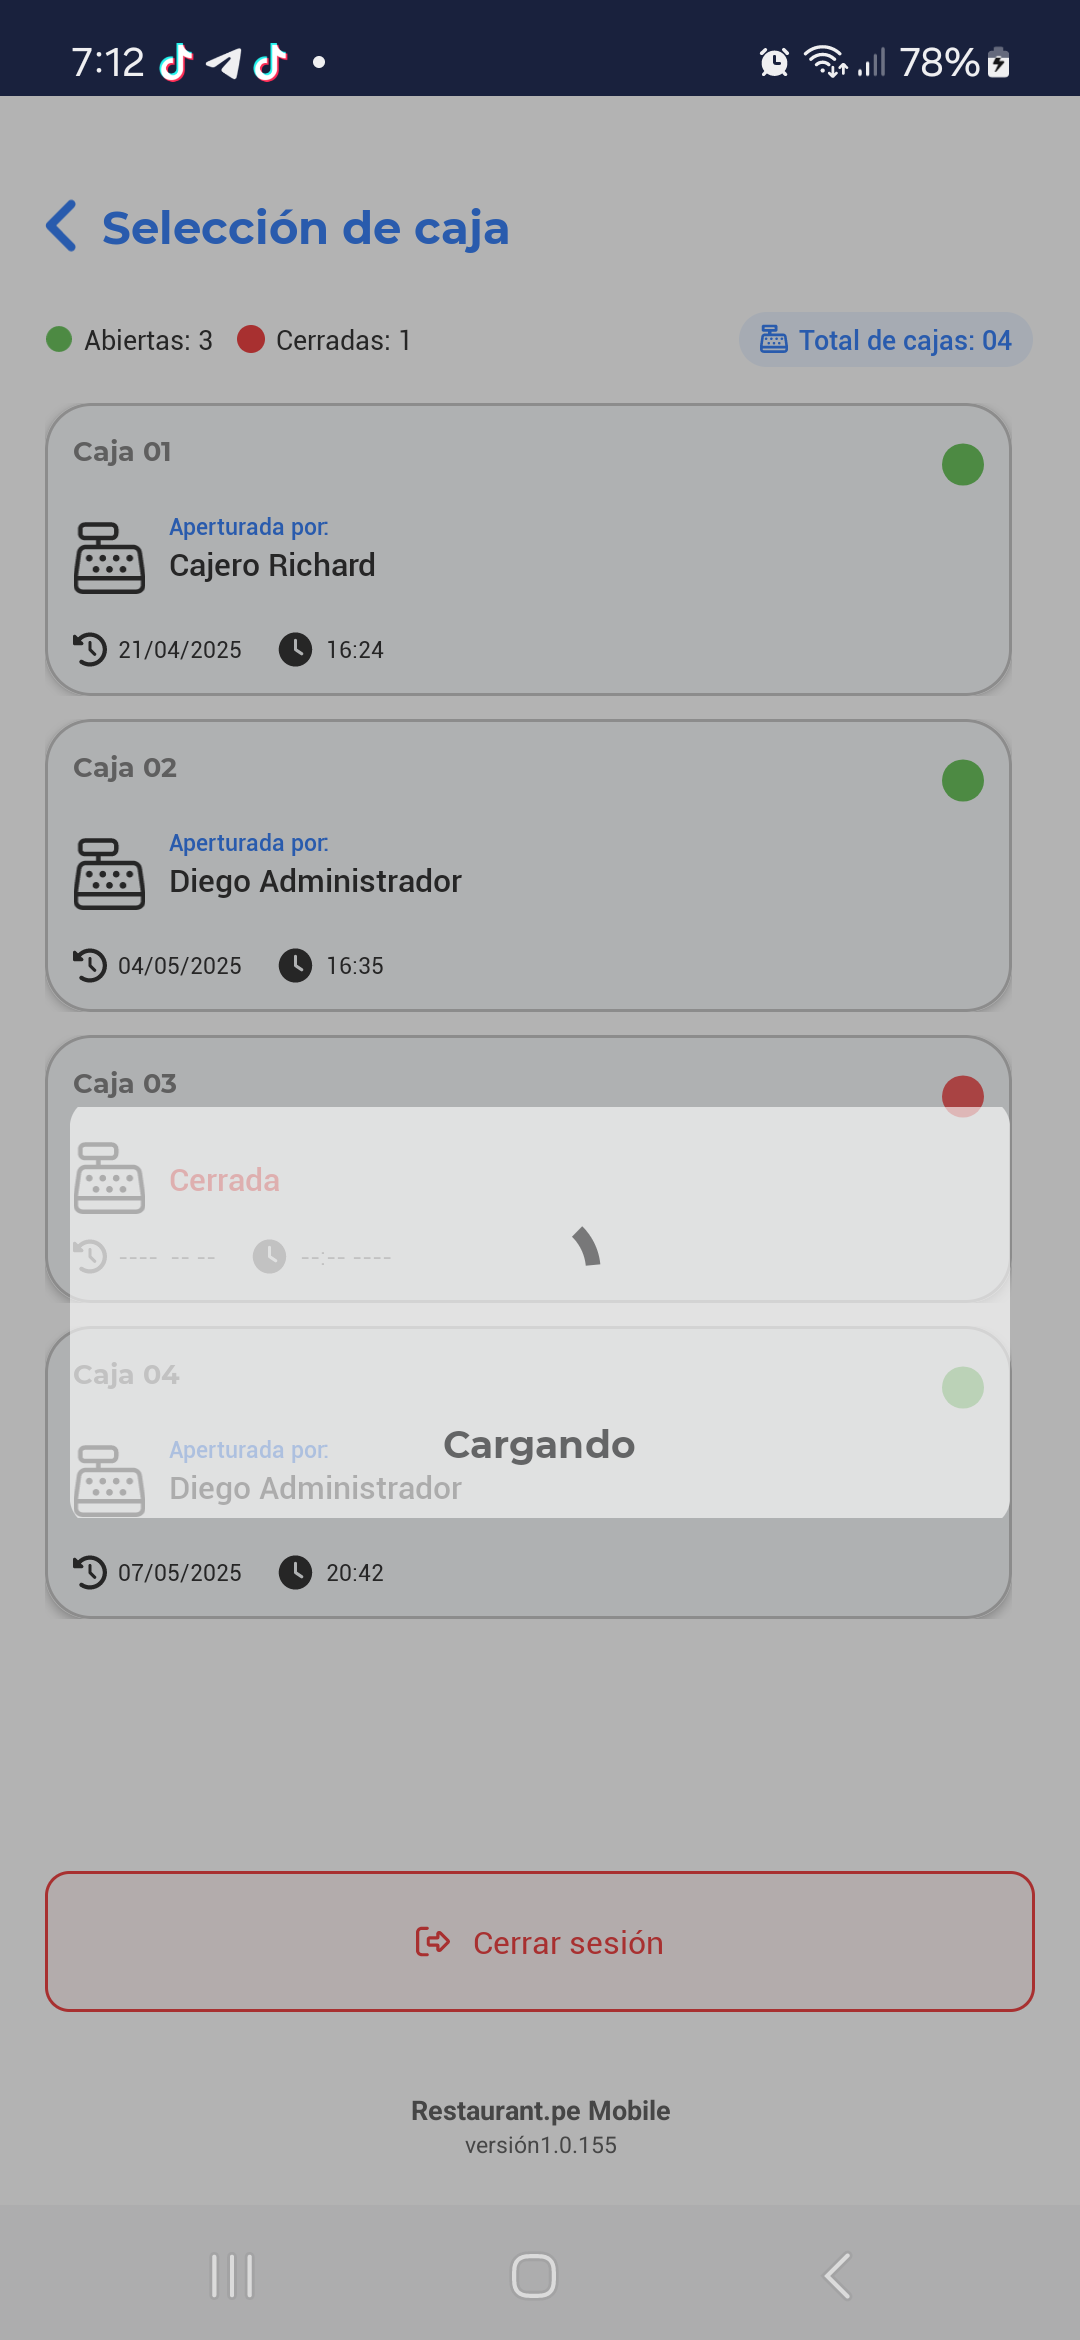 7:12
78%
Selección de caja
Abiertas: 3 Cerradas: 1 Total de cajas: 04
Caja 01
Aperturada por:
Cajero Richard
21/04/2025 16:24
Caja 02
Aperturada por:
Diego Administrador
04/05/2025 16:35
Caja 03
Cerrada
---- -- -- --:-- ----
Caja 04
Cargando
Aperturada por:
Diego Administrador
07/05/2025 20:42
Cerrar sesión
Restaurant.pe Mobile
versión1.0.155